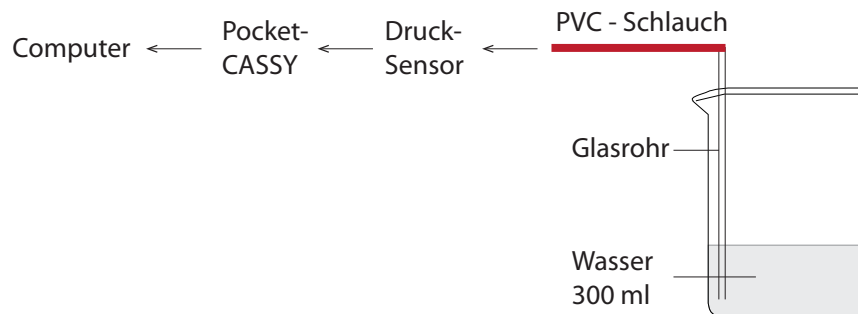 PVC - Schlauch
Computer
Pocket-
CASSY
Druck-
Sensor
Glasrohr
Wasser
300 ml